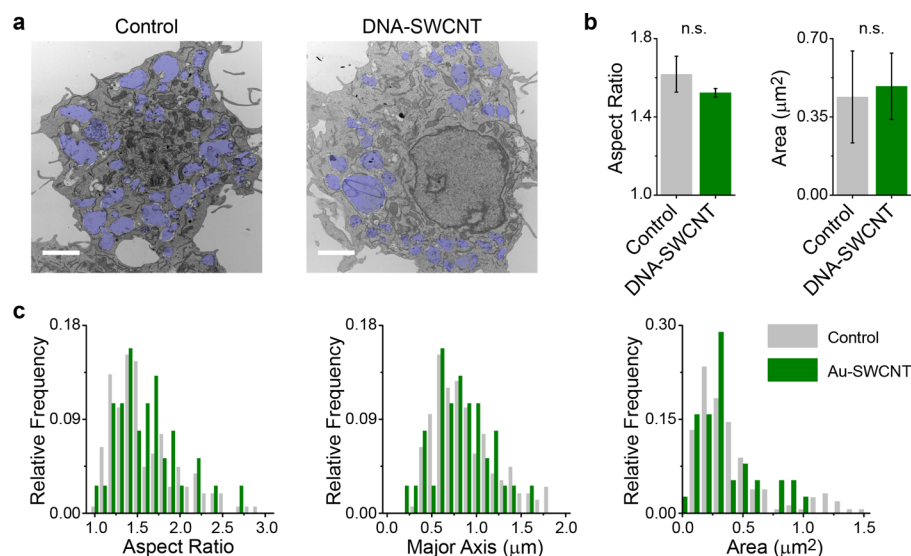 a
Control
DNA-SWCNT
b
n.s.
Aspect Ratio
1.8
1.4
1.0
Control
DNA-SWCNT
n.s.
Area (μm2)
0.70
0.35
0.00
Control
DNA-SWCNT
c
Relative Frequency
0.18
0.09
0.00
1.0 1.5 2.0 2.5 3.0
Aspect Ratio
Relative Frequency
0.18
0.09
0.00
0.0 0.5 1.0 1.5 2.0
Major Axis (μm)
Relative Frequency
0.30
0.15
0.00
0.0 0.5 1.0 1.5
Area (μm²)
Control
Au-SWCNT